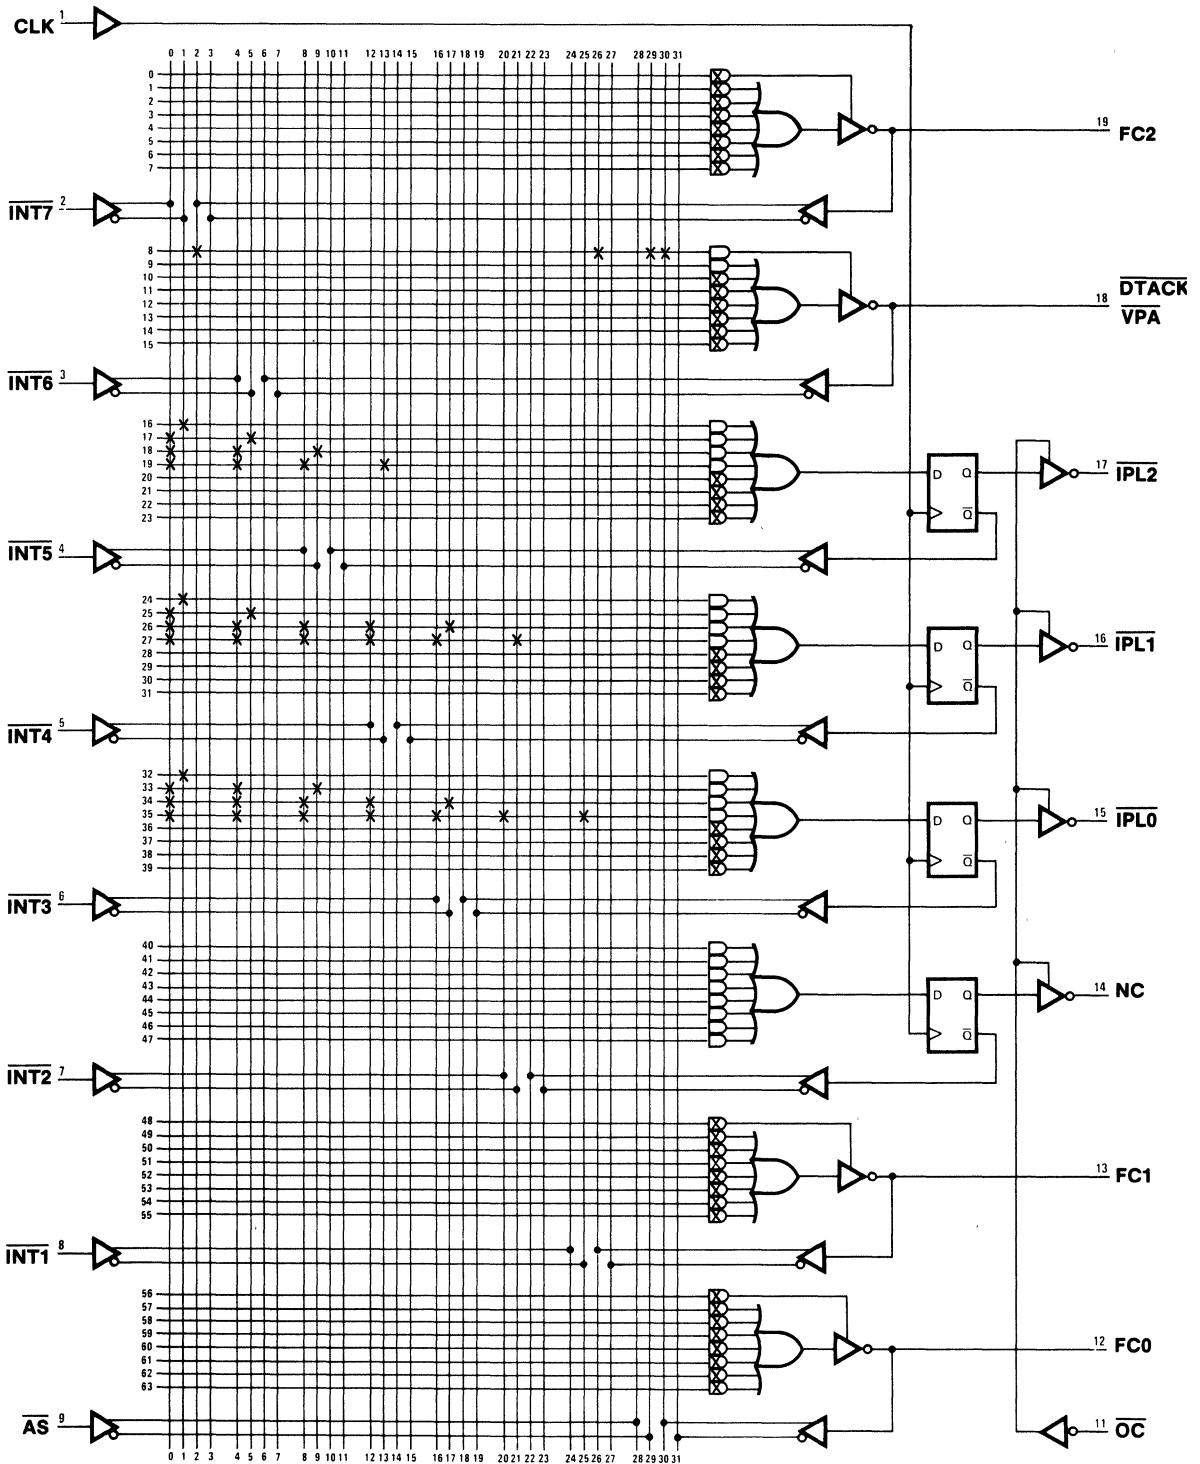 CLK 1
0 1 2 3 4 5 6 7 8 9 10 11 12 13 14 15 16 17 18 19 20 21 22 23 24 25 26 27 28 29 30 31
0
1
2
3
4
5
6
7
19 FC2
INT7 2
8
9
10
11
12
13
14
15
18 DTACK
VPA
INT6 3
16
17
18
19
20
21
22
23
D Q
Q
17 IPL2
INT5 4
24
25
26
27
28
29
30
31
D Q
Q
16 IPL1
INT4 5
32
33
34
35
36
37
38
39
D Q
Q
15 IPL0
INT3 6
40
41
42
43
44
45
46
47
D Q
Q
14 NC
INT2 7
48
49
50
51
52
53
54
55
13 FC1
INT1 8
56
57
58
59
60
61
62
63
12 FC0
AS 9
11 OC
0 1 2 3 4 5 6 7 8 9 10 11 12 13 14 15 16 17 18 19 20 21 22 23 24 25 26 27 28 29 30 31